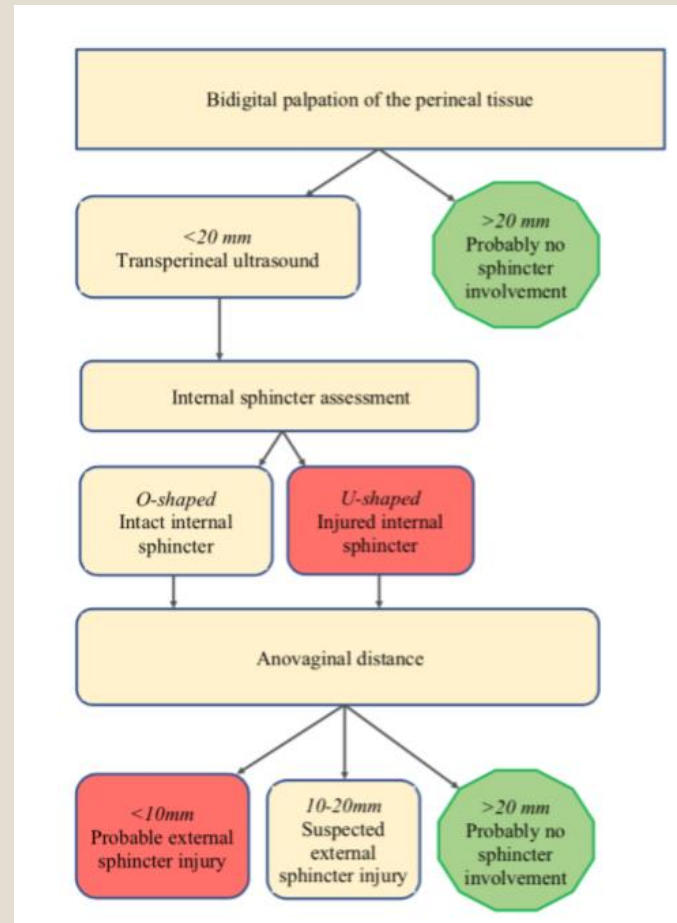 Bidigital palpation of the perineal tissue
<20 mm
Transperineal ultrasound
>20 mm
Probably no
sphincter
involvement
Internal sphincter assessment
O-shaped
Intact internal
sphincter
U-shaped
Injured internal
sphincter
Anovaginal distance
<10mm
Probable external
sphincter injury
10-20mm
Suspected
external
sphincter injury
>20 mm
Probably no
sphincter
involvement